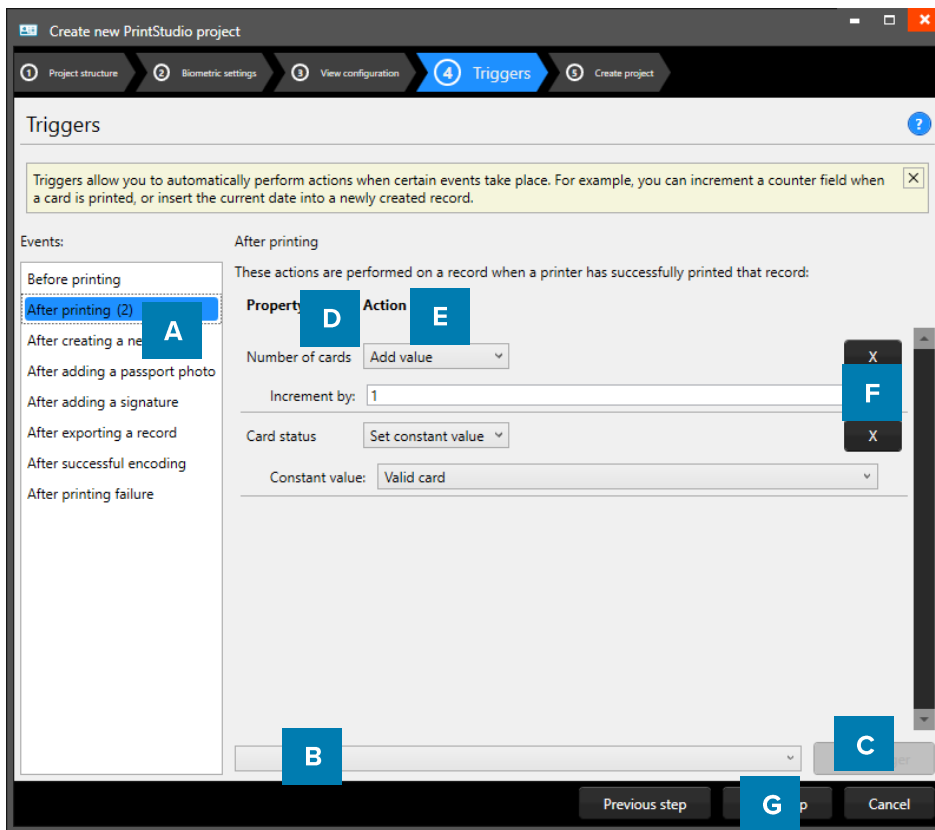 Create new PrintStudio project
1 Project structure 2 Biometric settings 3 View configuration 4 Triggers 5 Create project
Triggers
?
Triggers allow you to automatically perform actions when certain events take place. For example, you can increment a counter field when
a card is printed, or insert the current date into a newly created record.
Events:
Before printing
After printing (2)
A
After creating a
After adding a passport photo
After adding a signature
After exporting a record
After successful encoding
After printing failure
After printing
These actions are performed on a record when a printer has successfully printed that record:
Property D Action E
Number of cards Add value X
Increment by: 1
F
Card status Set constant value X
Constant value: Valid card
B
C
Previous step G Cancel